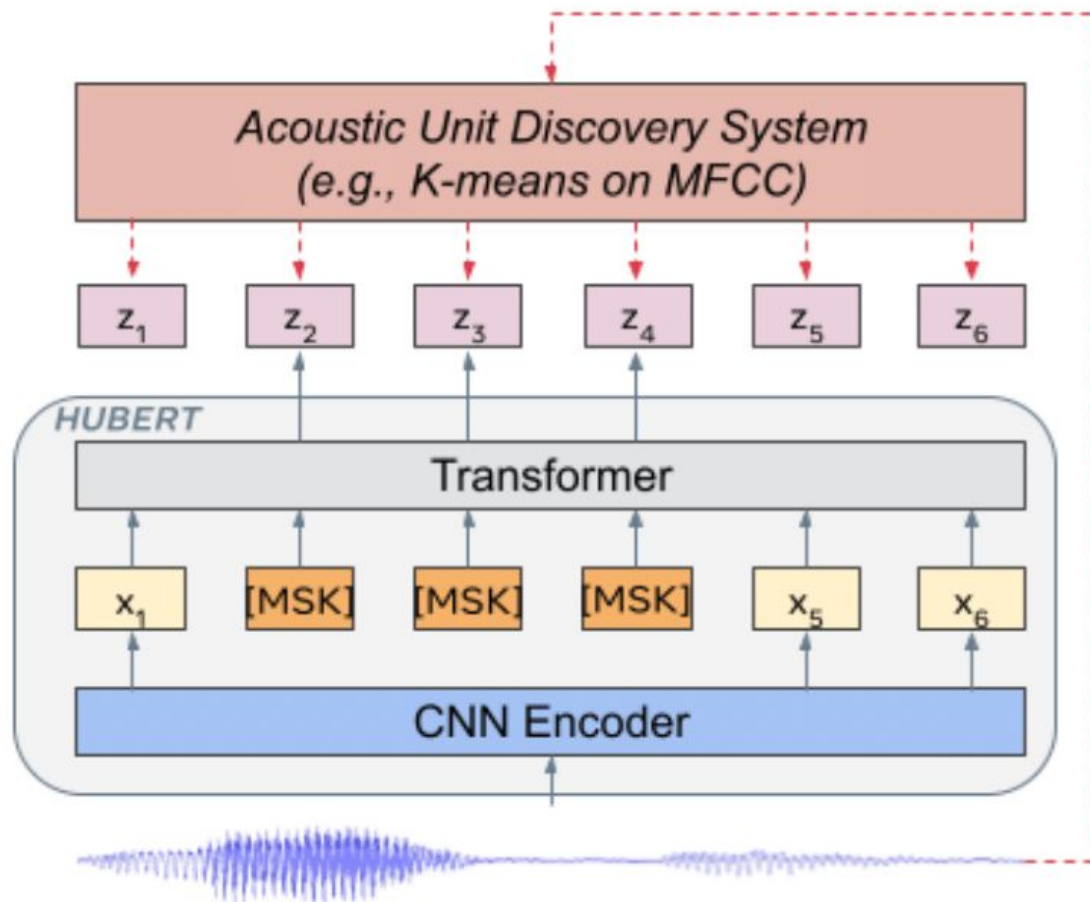 Acoustic Unit Discovery System
(e.g., K-means on MFCC)
z₁ z₂ z₃ z₄ z₅ z₆
HUBERT
Transformer
x₁ [MSK] [MSK] [MSK] x₅ x₆
CNN Encoder